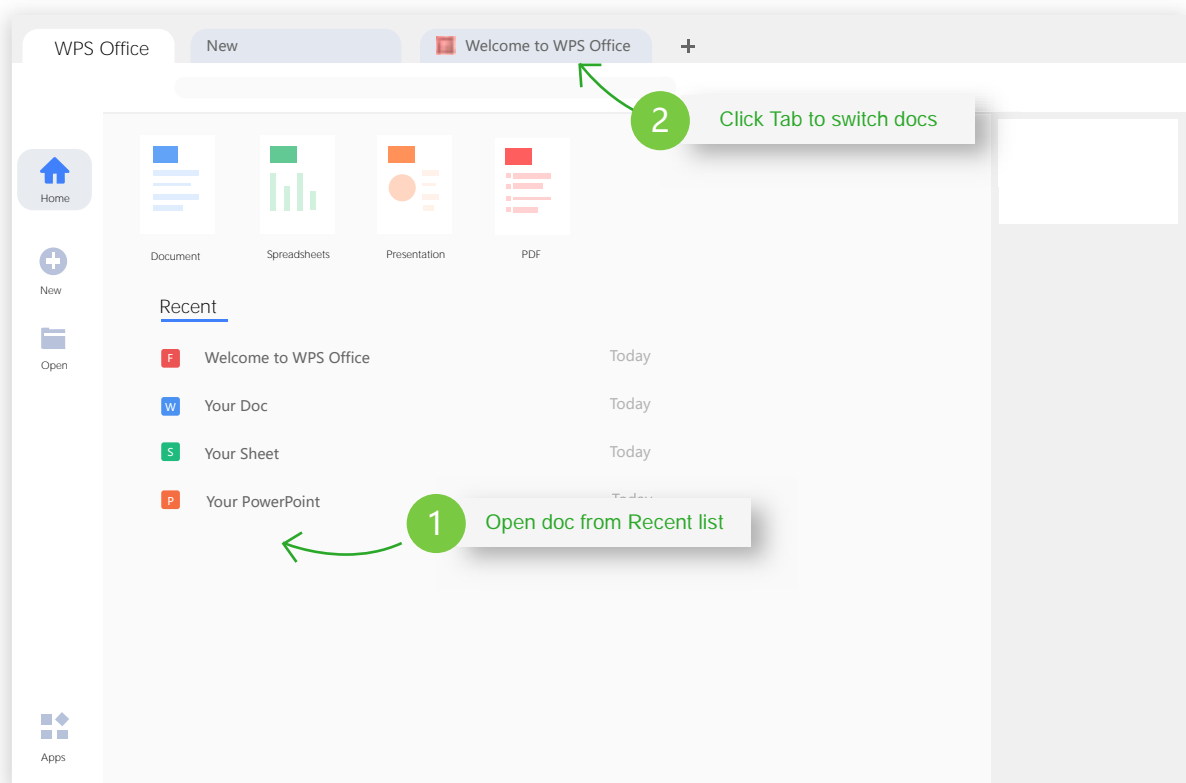 WPS Office
New
Welcome to WPS Office
2
Click Tab to switch docs
Home
New
Open
Apps
Document
Spreadsheets
Presentation
PDF
Recent
F
Welcome to WPS Office
Today
W
Your Doc
Today
S
Your Sheet
Today
P
Your PowerPoint
Today
1
Open doc from Recent list